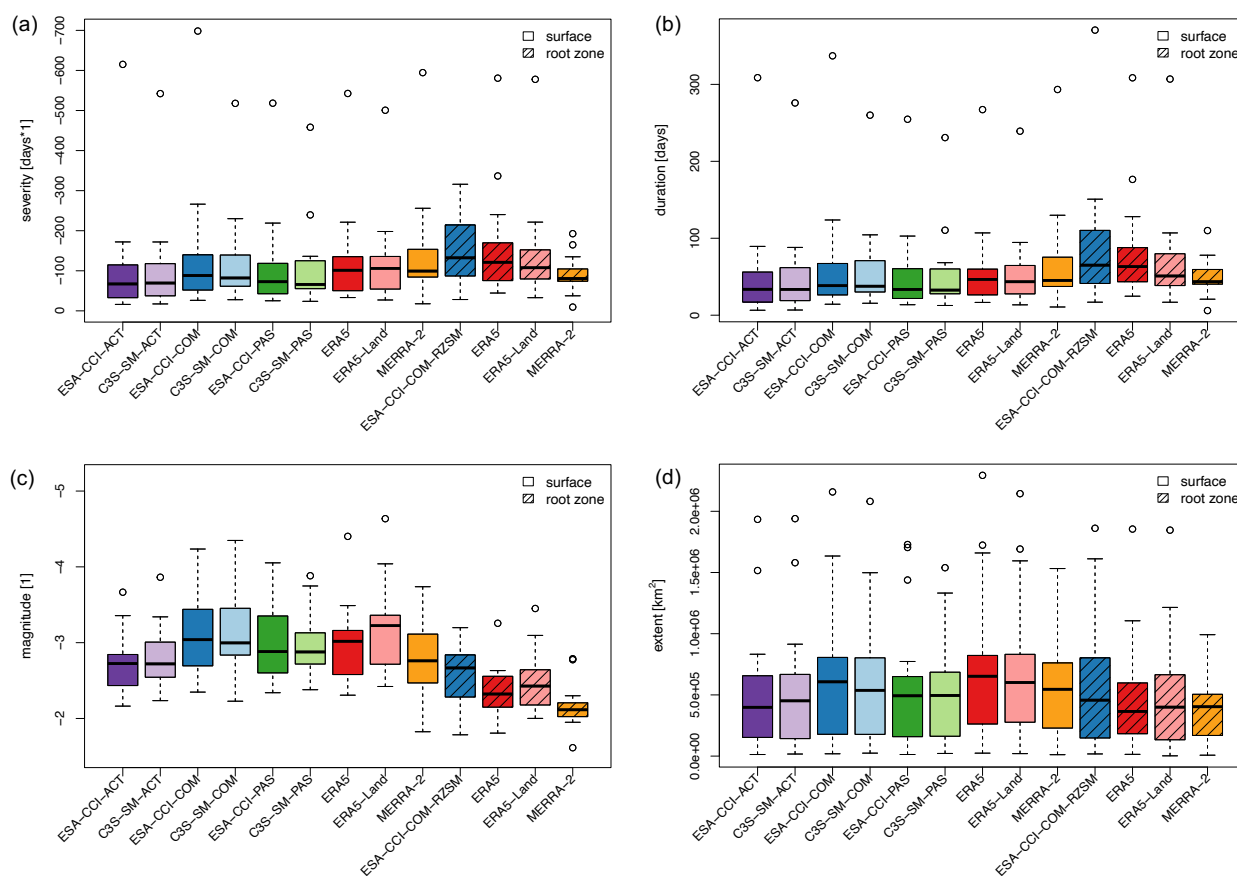 (a)
surface
root zone
severity [days*1]
-700
-600
-500
-400
-300
-200
-100
0
ESA-CCI-ACT
C3S-SM-ACT
ESA-CCI-COM
C3S-SM-COM
ESA-CCI-PAS
C3S-SM-PAS
ERA5
ERA5-Land
MERRA-2
ESA-CCI-COM-RZSM
ERA5
ERA5-Land
MERRA-2
(b)
surface
root zone
duration [days]
300
200
100
0
ESA-CCI-ACT
C3S-SM-ACT
ESA-CCI-COM
C3S-SM-COM
ESA-CCI-PAS
C3S-SM-PAS
ERA5
ERA5-Land
MERRA-2
ESA-CCI-COM-RZSM
ERA5
ERA5-Land
MERRA-2
(c)
surface
root zone
magnitude [1]
-5
-4
-3
-2
ESA-CCI-ACT
C3S-SM-ACT
ESA-CCI-COM
C3S-SM-COM
ESA-CCI-PAS
C3S-SM-PAS
ERA5
ERA5-Land
MERRA-2
ESA-CCI-COM-RZSM
ERA5
ERA5-Land
MERRA-2
(d)
surface
root zone
extent [km²]
2.0e+06
1.5e+06
1.0e+06
5.0e+05
0.0e+00
ESA-CCI-ACT
C3S-SM-ACT
ESA-CCI-COM
C3S-SM-COM
ESA-CCI-PAS
C3S-SM-PAS
ERA5
ERA5-Land
MERRA-2
ESA-CCI-COM-RZSM
ERA5
ERA5-Land
MERRA-2